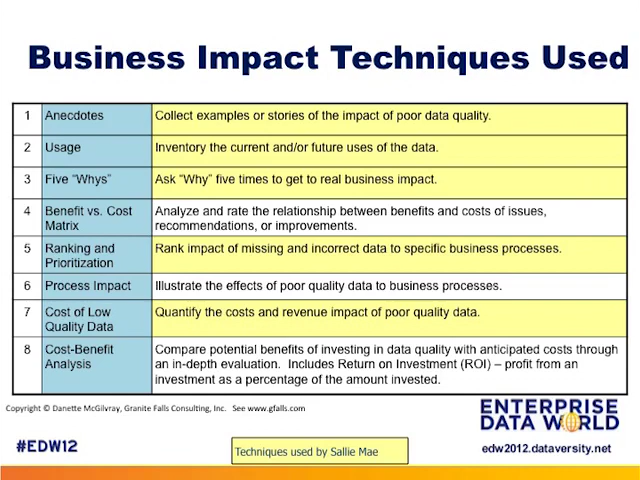 Business Impact Techniques Used
1 Anecdotes Collect examples or stories of the impact of poor data quality.
2 Usage Inventory the current and/or future uses of the data.
3 Five “Whys” Ask “Why” five times to get to real business impact.
4 Benefit vs. Cost Matrix Analyze and rate the relationship between benefits and costs of issues,
recommendations, or improvements.
5 Ranking and Prioritization Rank impact of missing and incorrect data to specific business processes.
6 Process Impact Illustrate the effects of poor quality data to business processes.
7 Cost of Low Quality Data Quantify the costs and revenue impact of poor quality data.
8 Cost-Benefit Analysis Compare potential benefits of investing in data quality with anticipated costs through
an in-depth evaluation. Includes Return on Investment (ROI) – profit from an
investment as a percentage of the amount invested.
Copyright © Danette McGilvray, Granite Falls Consulting, Inc. See www.gfalls.com
ENTERPRISE
DATA WORLD
#EDW12
edw2012.dataversity.net
Techniques used by Sallie Mae